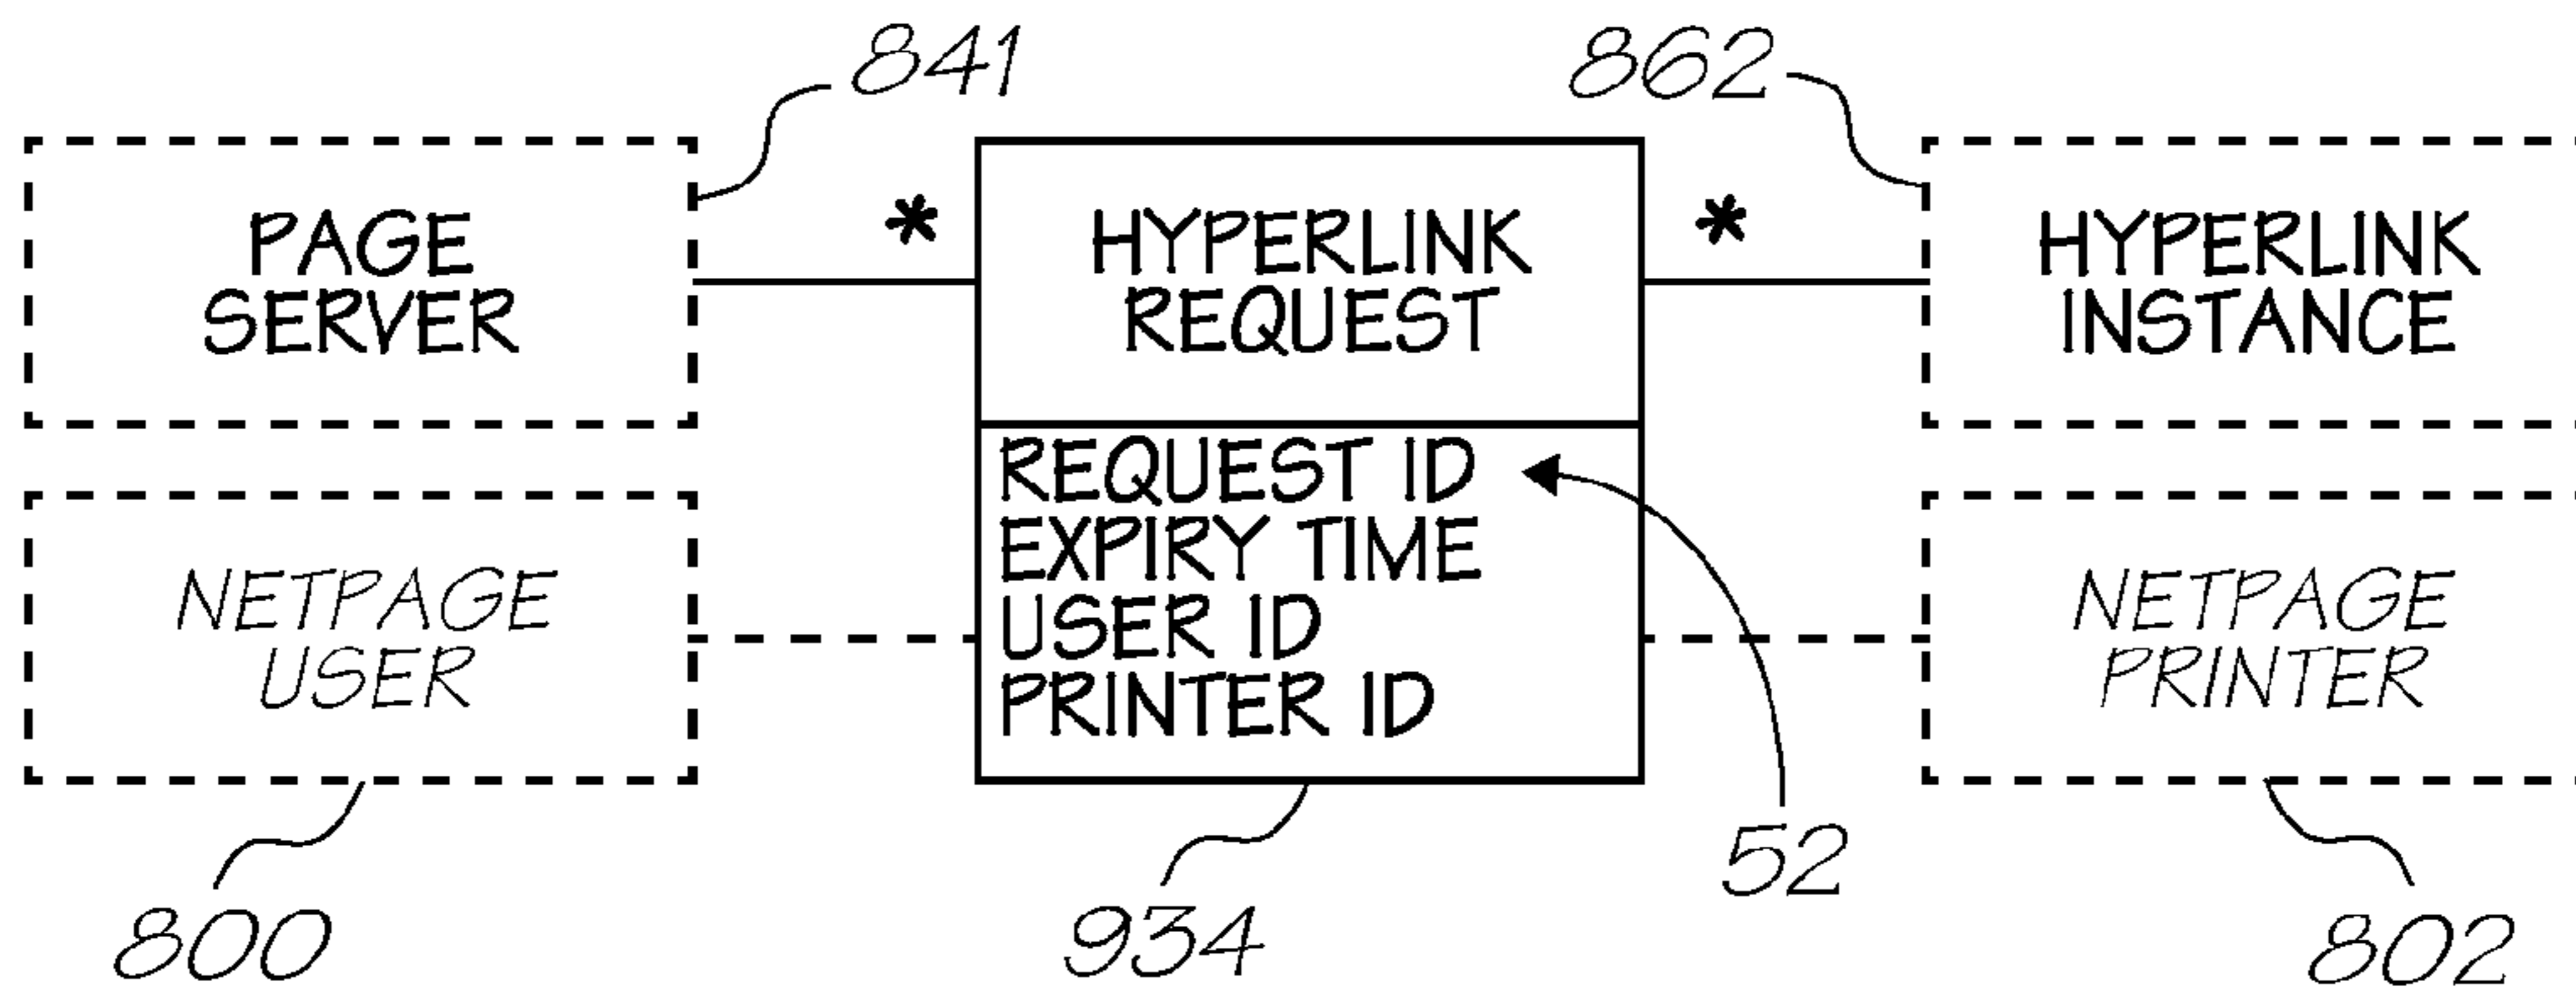 841
862
PAGE
SERVER
*
HYPERLINK
REQUEST
*
HYPERLINK
INSTANCE
REQUEST ID
EXPIRY TIME
USER ID
PRINTER ID
NETPAGE
USER
NETPAGE
PRINTER
52
800
934
802